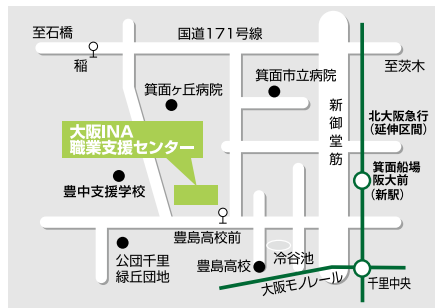 至石橋
国道171号線
稲
至茨木
箕面ヶ丘病院
箕面市立病院
新御堂筋
北大阪急行
(延伸区間)
大阪INA
職業支援センター
箕面船場
阪大前
(新駅)
豊中支援学校
豊島高校前
公団千里
緑丘団地
豊島高校
冷谷池
大阪モノレール
千里中央